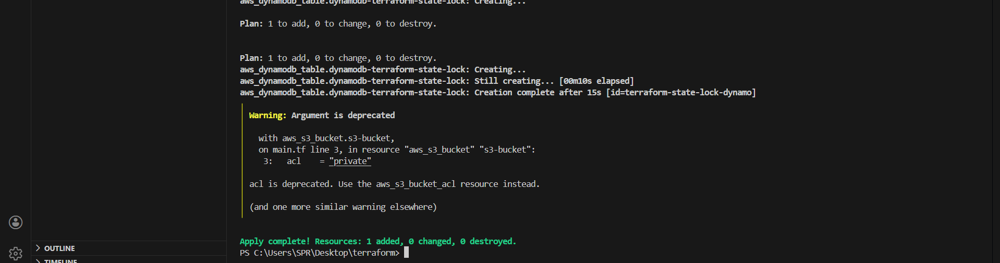 aws_dynamodb_table.dynamodb-terraform-state-lock: Creating...
Plan: 1 to add, 0 to change, 0 to destroy.
Plan: 1 to add, 0 to change, 0 to destroy.
aws_dynamodb_table.dynamodb-terraform-state-lock: Creating...
aws_dynamodb_table.dynamodb-terraform-state-lock: Still creating... [00m10s elapsed]
aws_dynamodb_table.dynamodb-terraform-state-lock: Creation complete after 15s [id=terraform-state-lock-dynamo]
Warning: Argument is deprecated
with aws_s3_bucket.s3-bucket,
on main.tf line 3, in resource "aws_s3_bucket" "s3-bucket":
3:   acl    = "private"
acl is deprecated. Use the aws_s3_bucket_acl resource instead.
(and one more similar warning elsewhere)
Apply complete! Resources: 1 added, 0 changed, 0 destroyed.
PS C:\Users\SPR\Desktop\terraform>
OUTLINE
TIMELINE